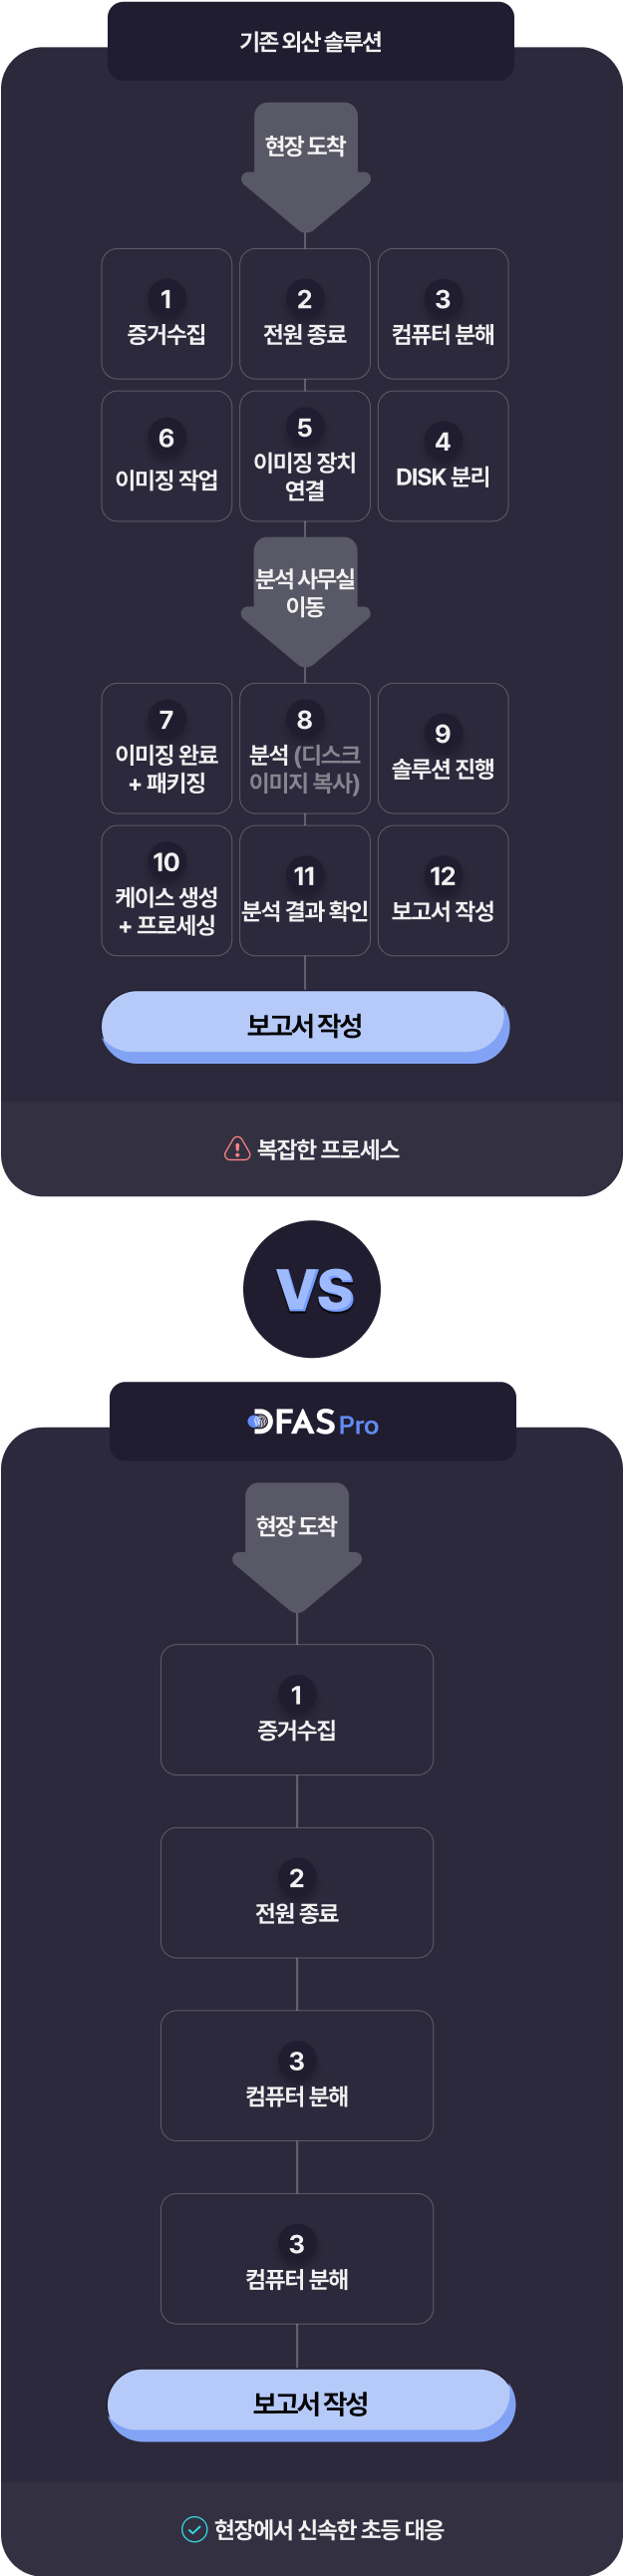 기존 외산 솔루션
현장 도착
1
증거수집
2
전원 종료
3
컴퓨터 분해
6
이미징 작업
5
이미징 장치
연결
4
DISK 분리
분석 사무실
이동
7
이미징 완료
+ 패키징
8
분석 (디스크
이미지 복사)
9
솔루션 진행
10
케이스 생성
+ 프로세싱
11
분석 결과 확인
12
보고서 작성
보고서 작성
복잡한 프로세스
VS
DFAS Pro
현장 도착
1
증거수집
2
전원 종료
3
컴퓨터 분해
3
컴퓨터 분해
보고서 작성
현장에서 신속한 초등 대응